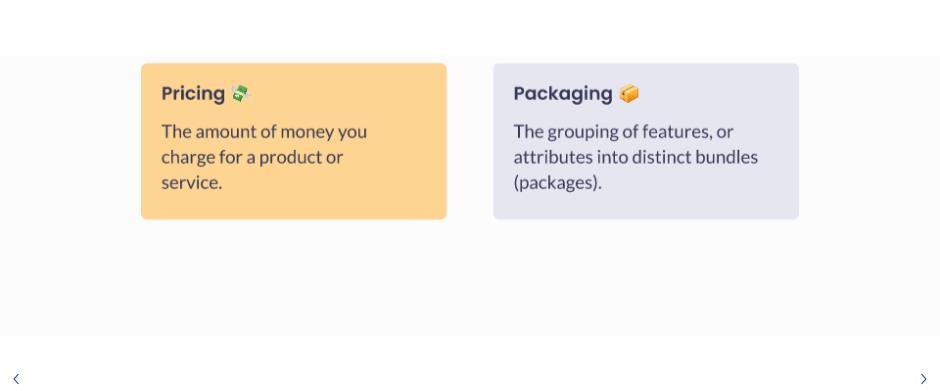 Pricing 💸
The amount of money you
charge for a product or
service.
Packaging 📦
The grouping of features, or
attributes into distinct bundles
(packages).